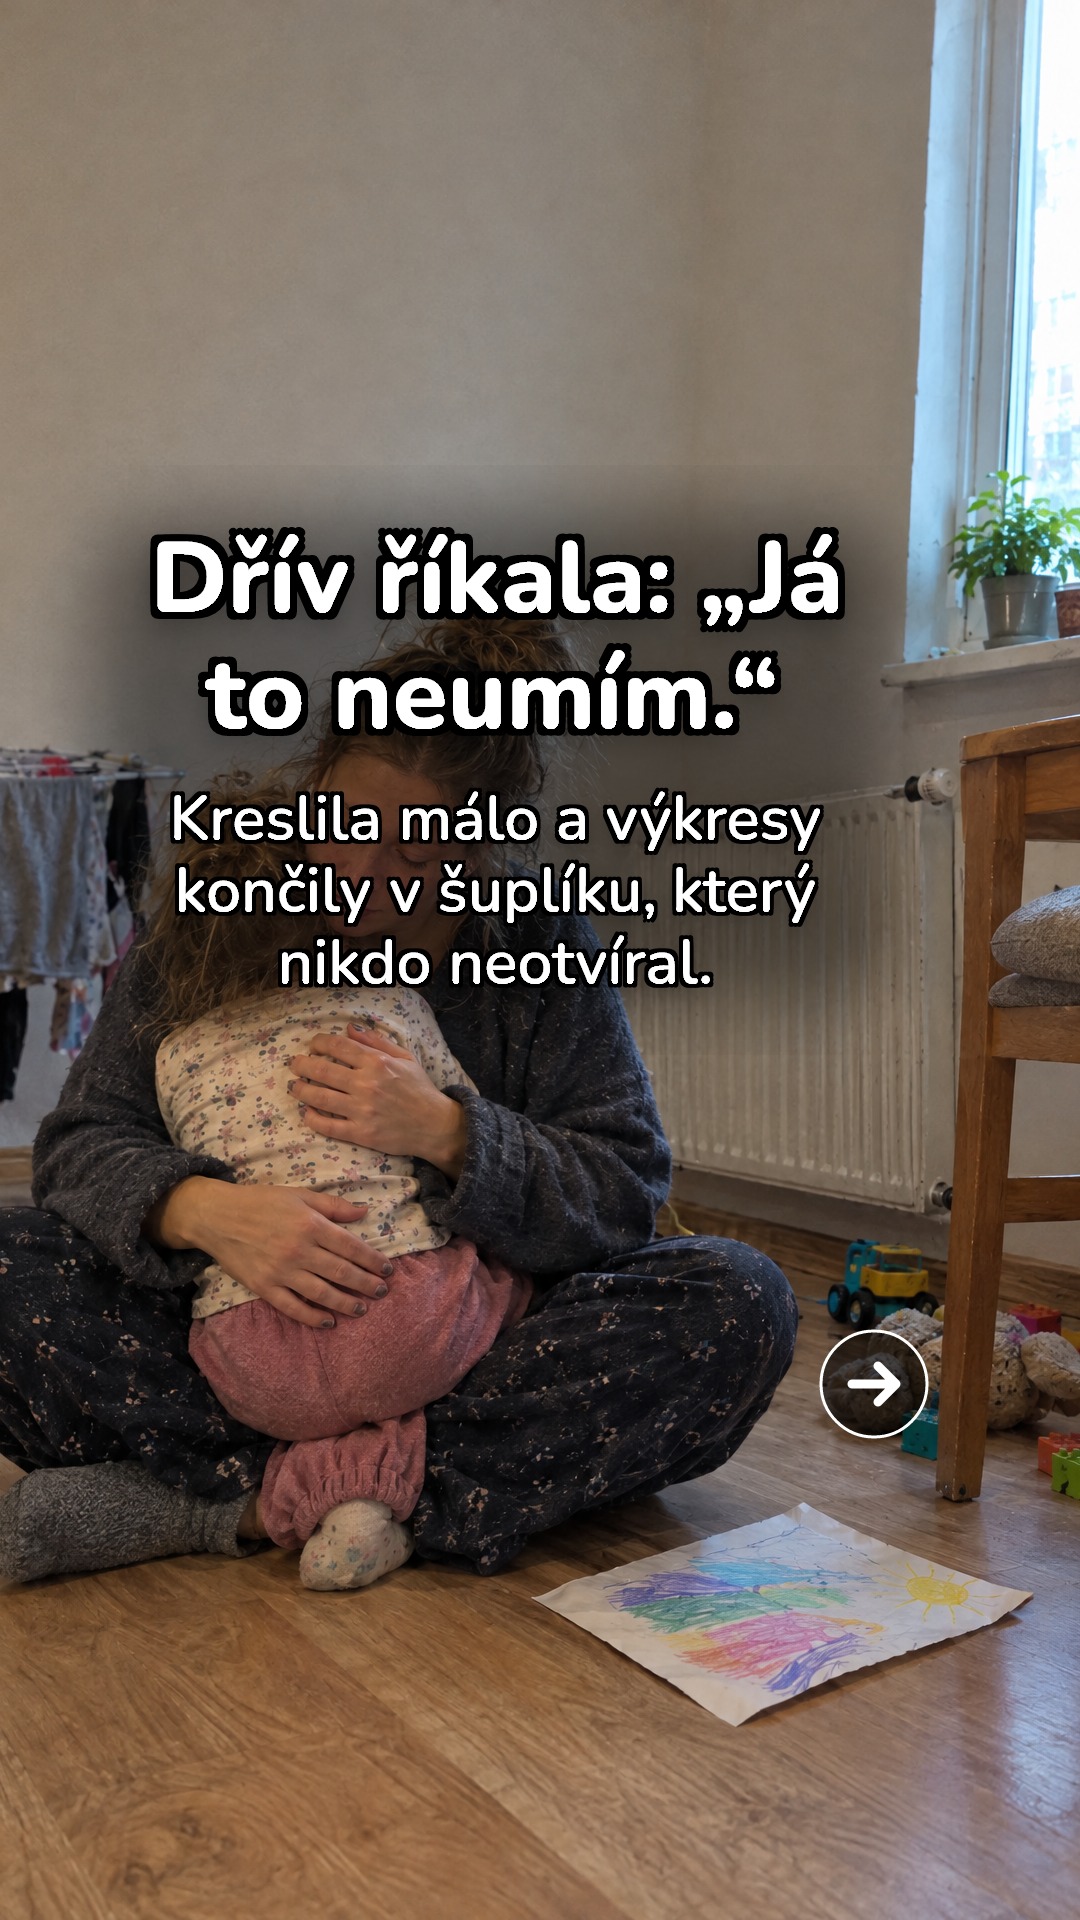 Dřív říkala: „Já
to neumím.“
Kreslila málo a výkresy
končily v šuplíku, který
nikdo neotvíral.